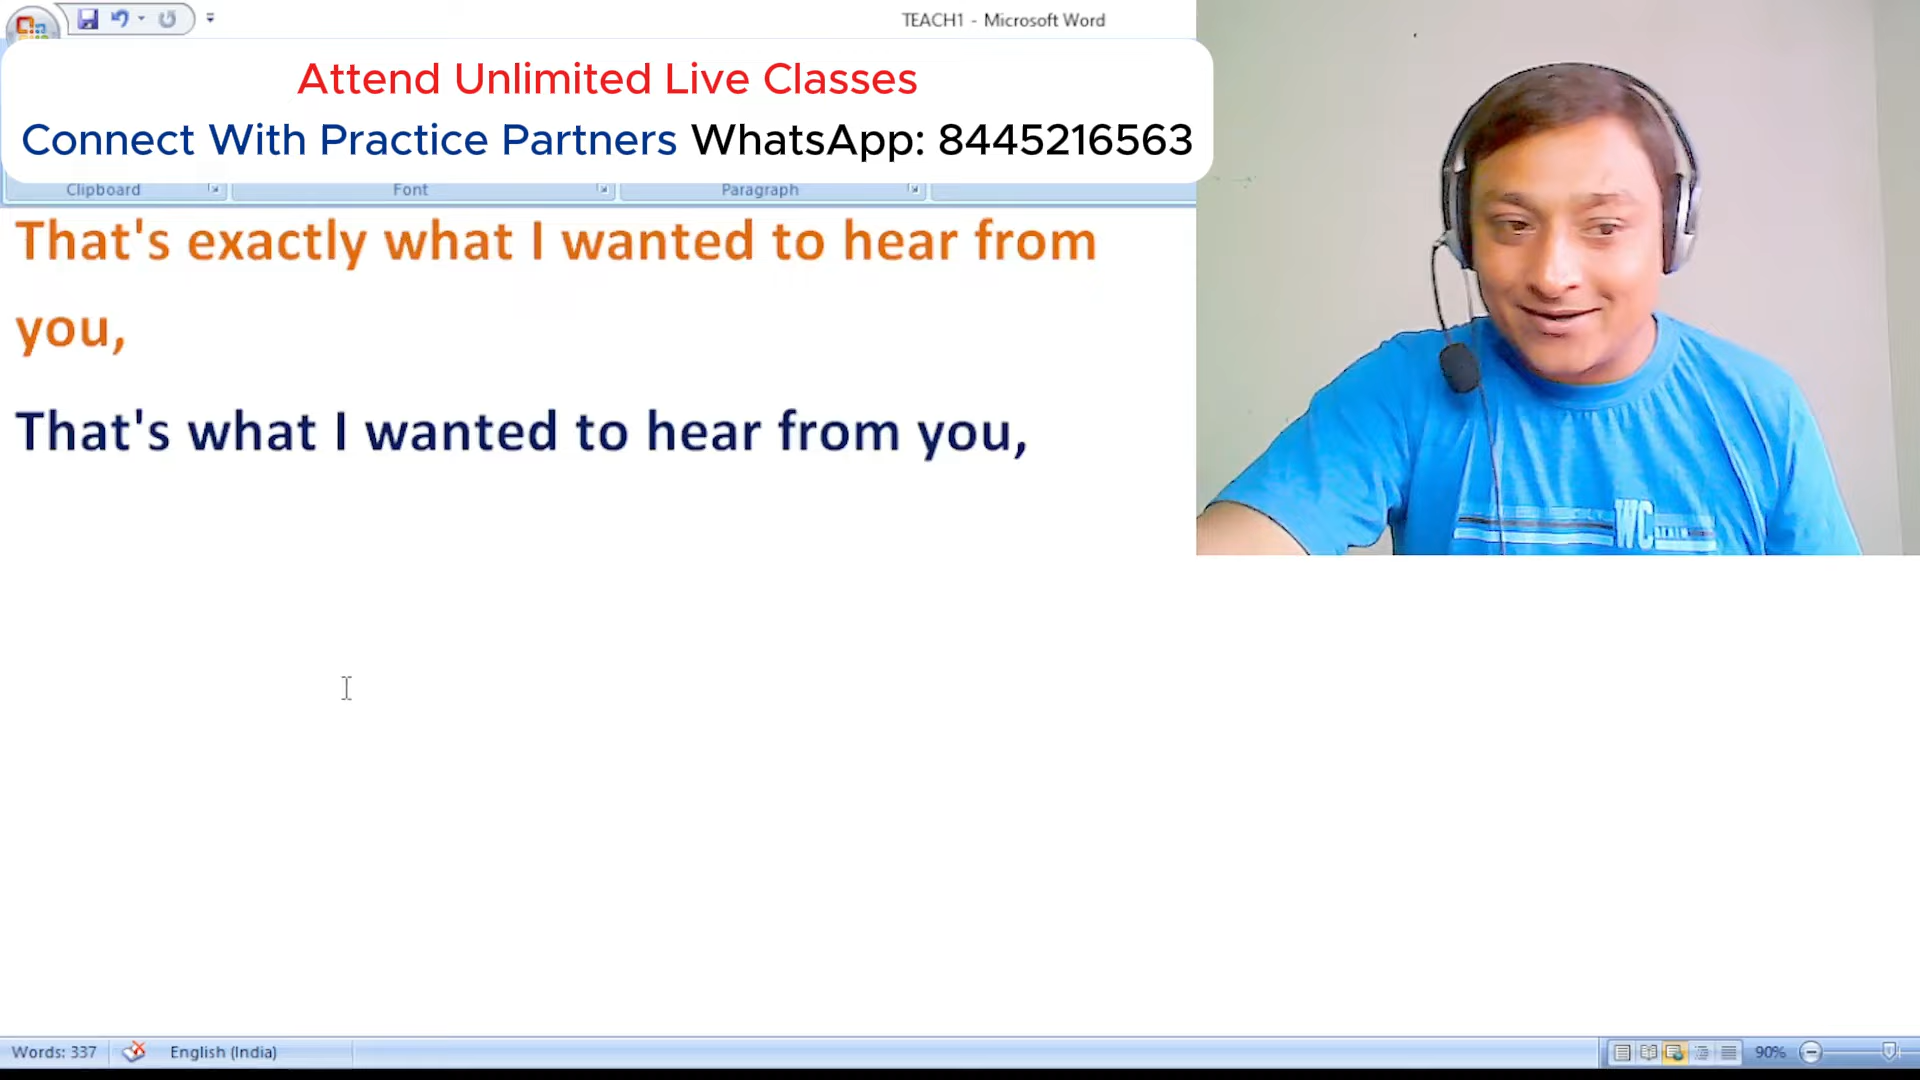 TEACH1 - Microsoft Word
Attend Unlimited Live Classes
Connect With Practice Partners WhatsApp: 8445216563
Clipboard Font Paragraph
That's exactly what I wanted to hear from
you,
That's what I wanted to hear from you,
WC
Words: 337 English (India) 90%